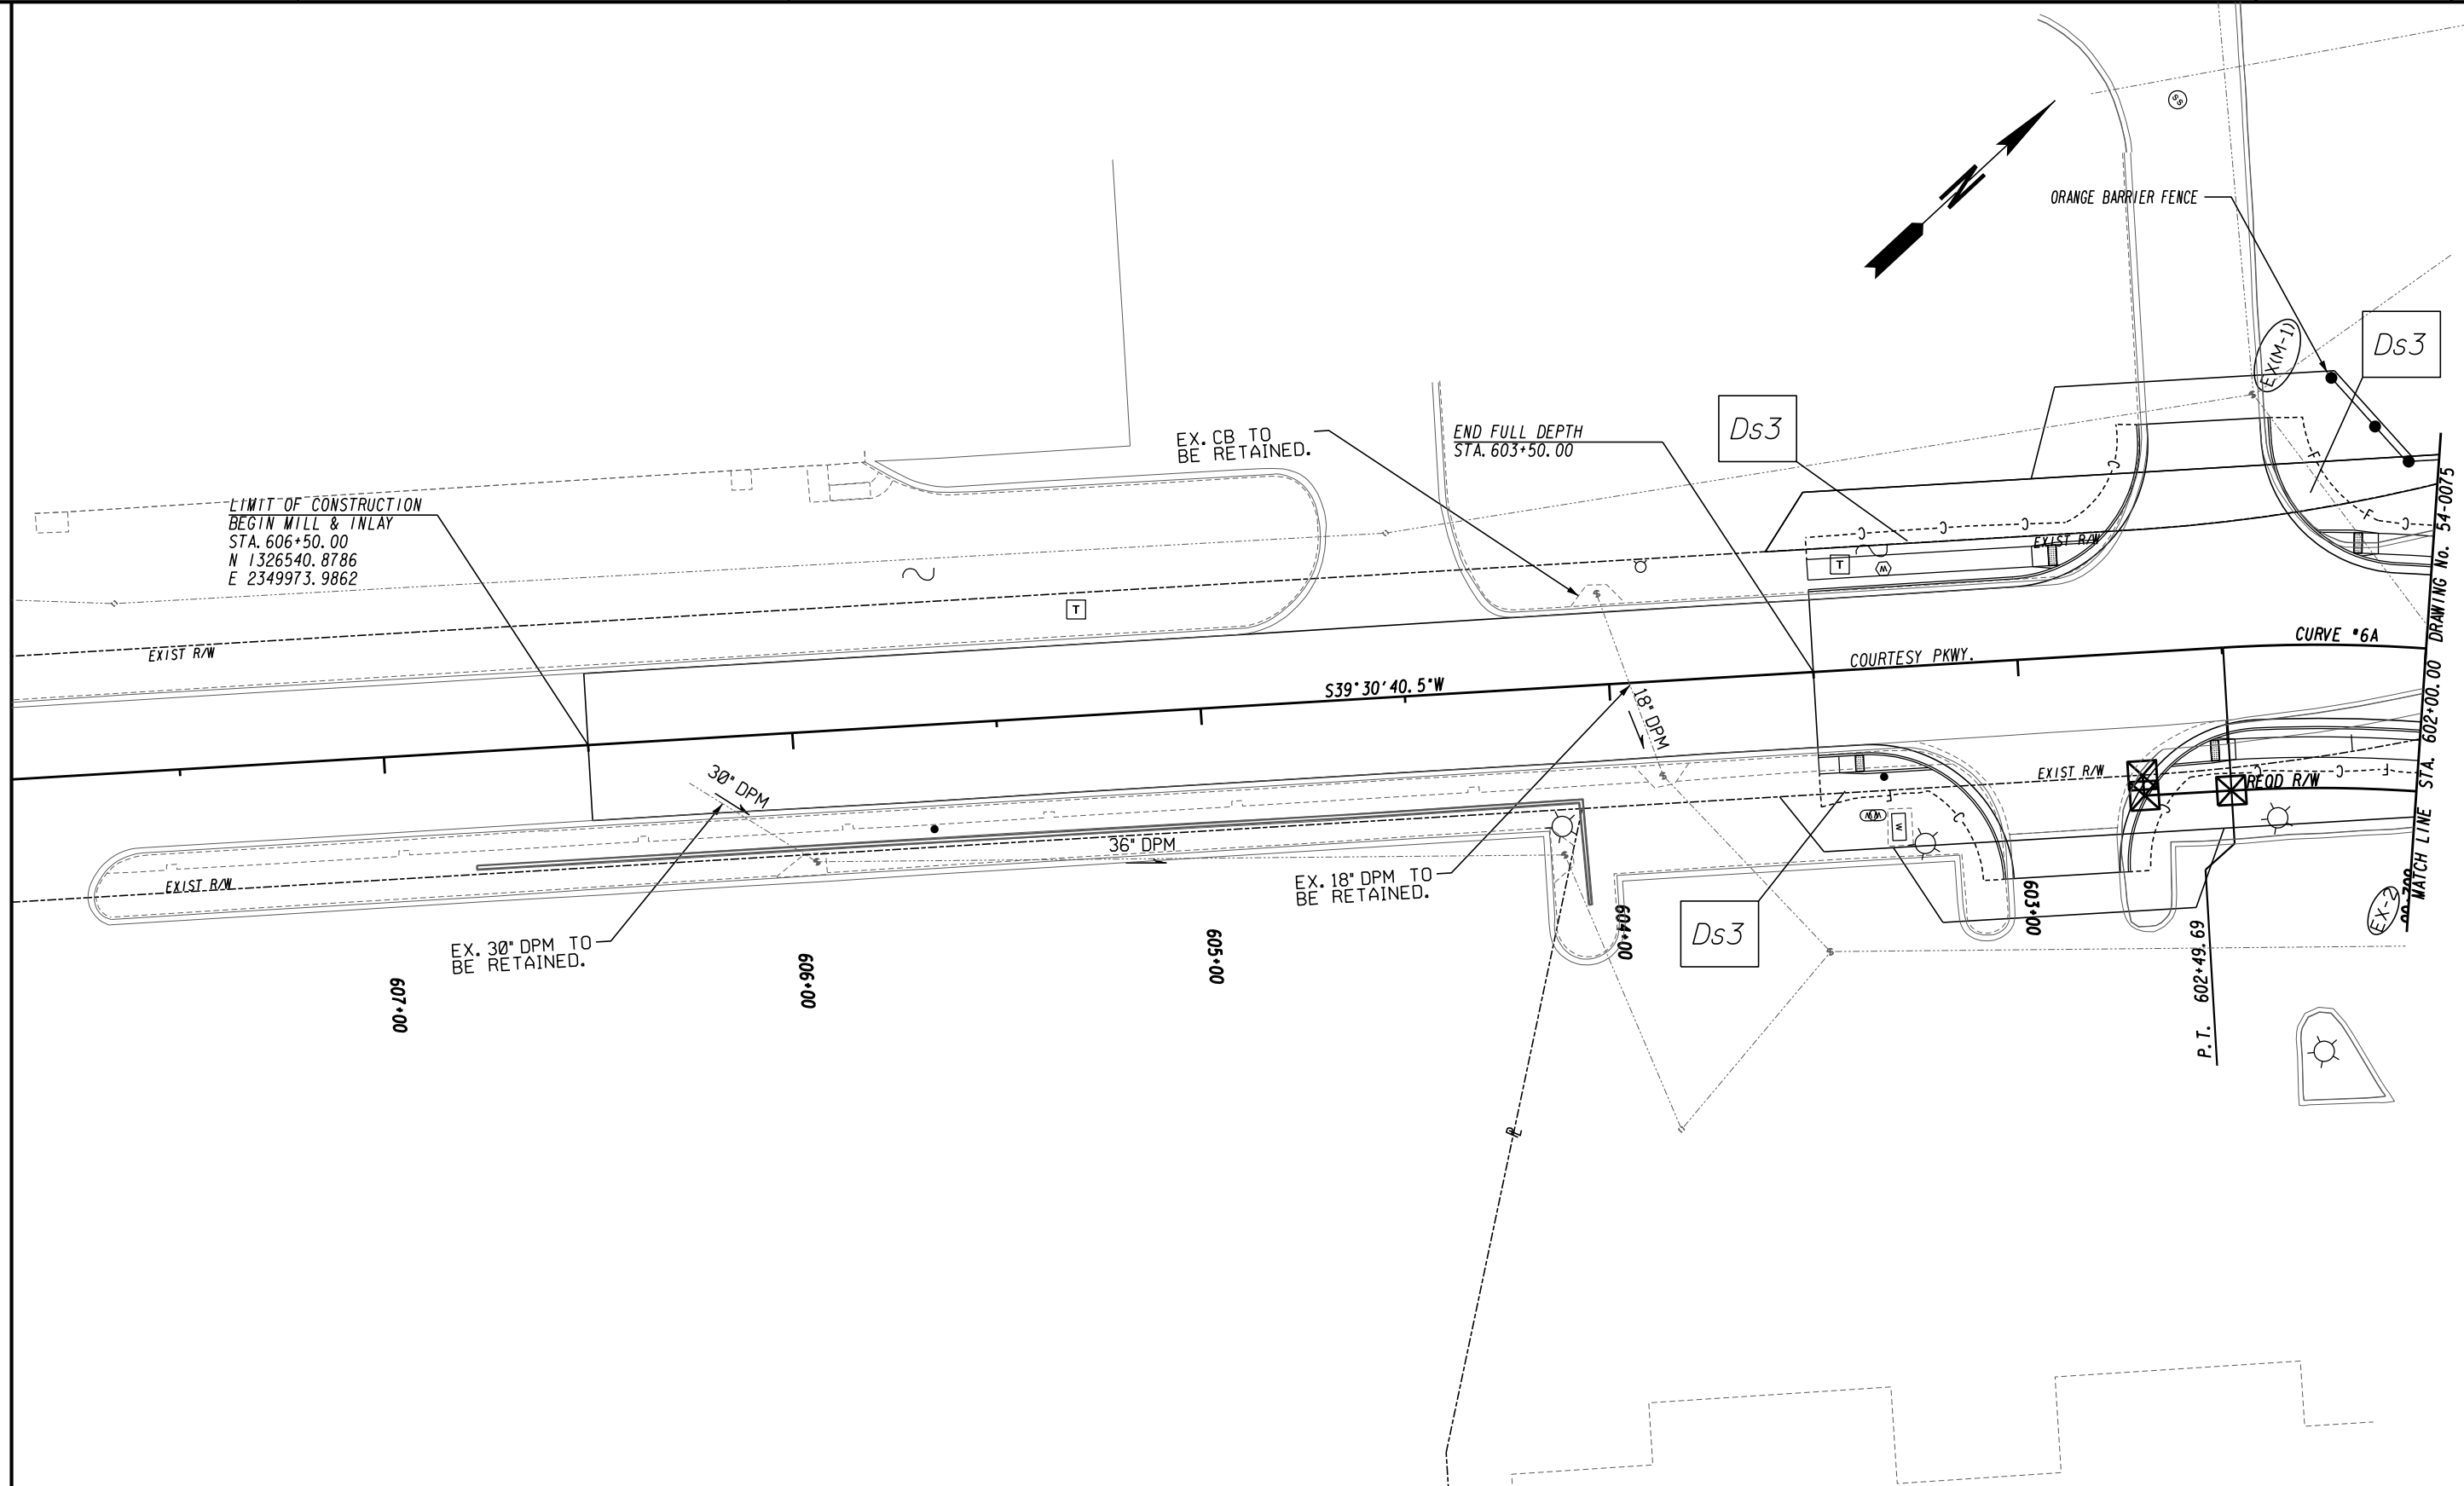 ORANGE BARRIER FENCE
N
SS
EX(M-1)
Ds3
Ds3
EX. CB TO
BE RETAINED.
END FULL DEPTH
STA. 603+50.00
LIMIT OF CONSTRUCTION
BEGIN MILL & INLAY
STA. 606+50.00
N 1326540.8786
E 2349973.9862
EXIST R/W
T
T
W
EXIST R/W
C
C
C
C
F
F
C
S39°30'40.5"W
COURTESY PKWY.
CURVE #6A
18" DPM
30" DPM
36" DPM
EXIST R/W
REQD R/W
EXIST R/W
W
EX. 18" DPM TO
BE RETAINED.
EX. 30" DPM TO
BE RETAINED.
Ds3
607+00
606+00
605+00
604+00
603+00
P.T. 602+49.69
EX-2
MATCH LINE STA. 602+00.00 DRAWING No. 54-0075
PL